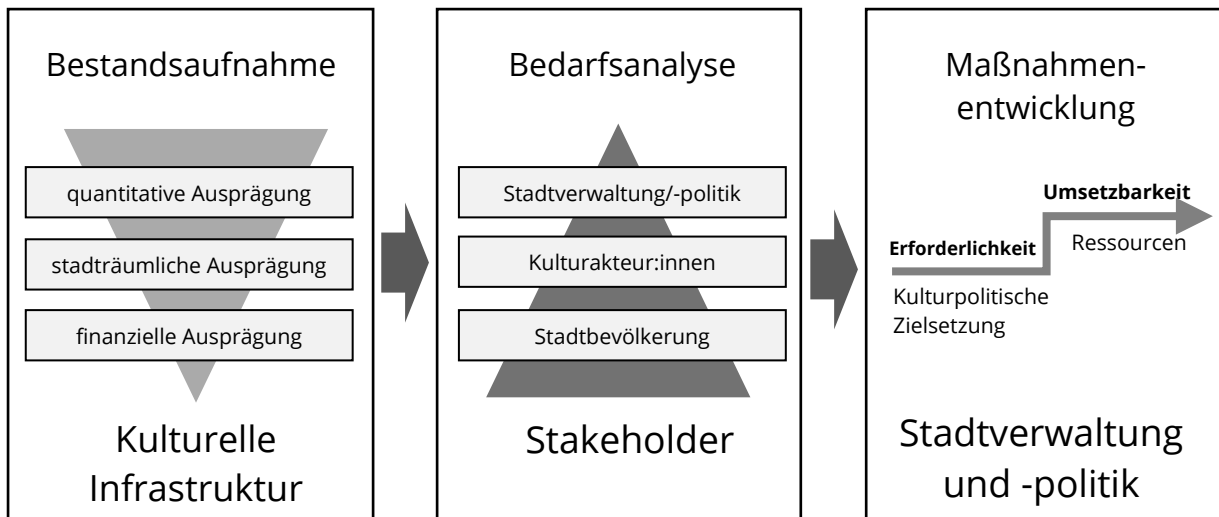 Bestandsaufnahme
quantitative Ausprägung
stadträumliche Ausprägung
finanzielle Ausprägung
Kulturelle
Infrastruktur
Bedarfsanalyse
Stadtverwaltung/-politik
Kulturakteur:innen
Stadtbevölkerung
Stakeholder
Maßnahmen-
entwicklung
Umsetzbarkeit
Erforderlichkeit
Ressourcen
Kulturpolitische
Zielsetzung
Stadtverwaltung
und -politik